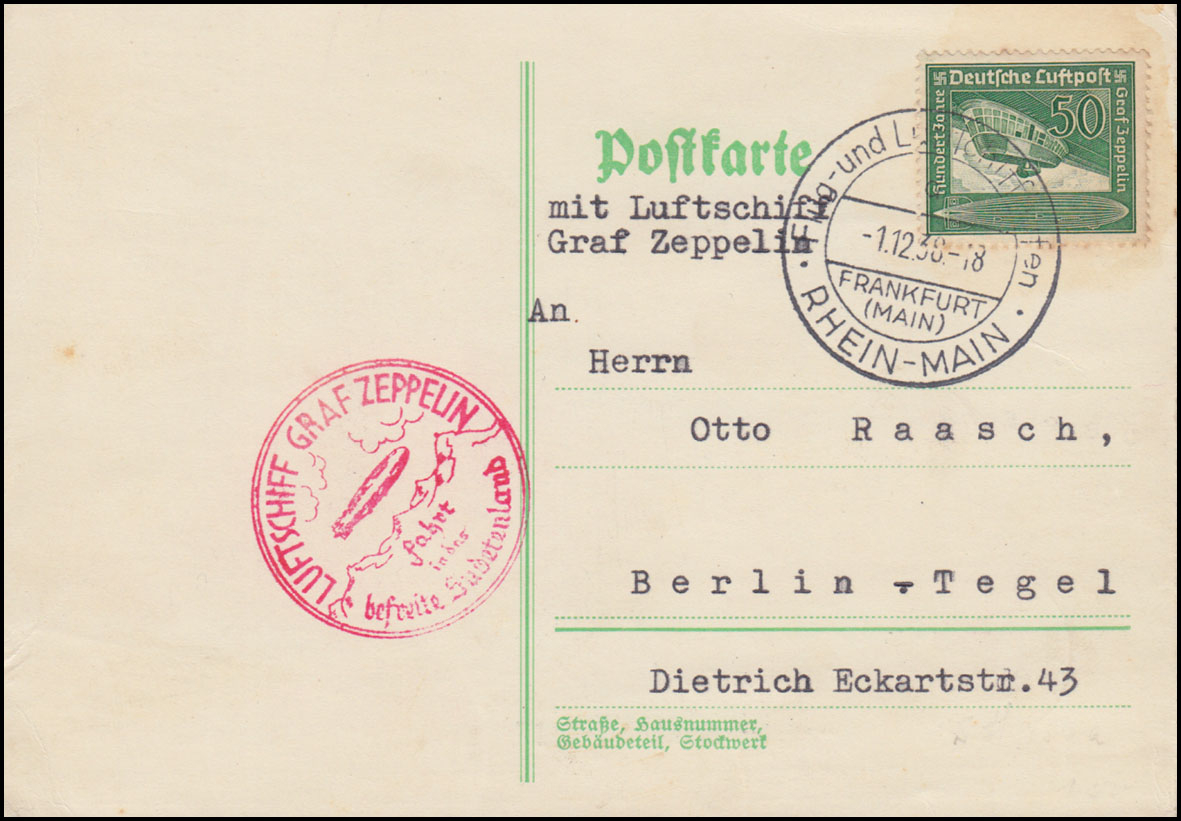 Deutsche Luftpost
Hundert Jahre
50
Graf Zeppelin
Postkarte
mit Luftschiff
Graf Zeppelin
Flug-und
-1.12.38.-18
FRANKFURT
(MAIN)
RHEIN-MAIN
An
Herrn
Otto Raasch,
Berlin - Tegel
Dietrich Eckartstr.43
Straße, Hausnummer,
Gebäudeteil, Stockwerk
LUFTSCHIFF GRAF ZEPPELIN
Fahrt
in das
befreite Sudetenland